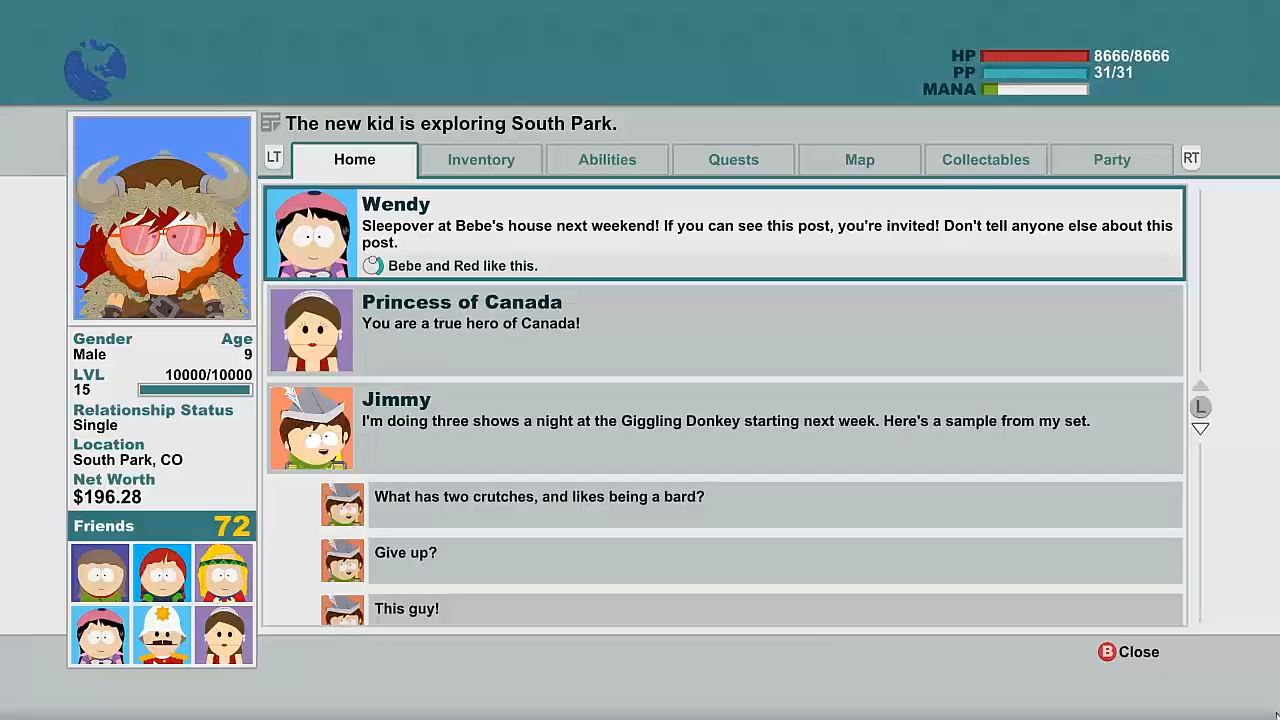 HP 8666/8666
PP 31/31
MANA
The new kid is exploring South Park.
LT Home Inventory Abilities Quests Map Collectables Party RT
Wendy
Sleepover at Bebe's house next weekend! If you can see this post, you're invited! Don't tell anyone else about this
post.
Bebe and Red like this.
Princess of Canada
You are a true hero of Canada!
Jimmy
I'm doing three shows a night at the Giggling Donkey starting next week. Here's a sample from my set.
What has two crutches, and likes being a bard?
Give up?
This guy!
L
Gender Age
Male 9
LVL 10000/10000
15
Relationship Status
Single
Location
South Park, CO
Net Worth
$196.28
Friends 72
B Close